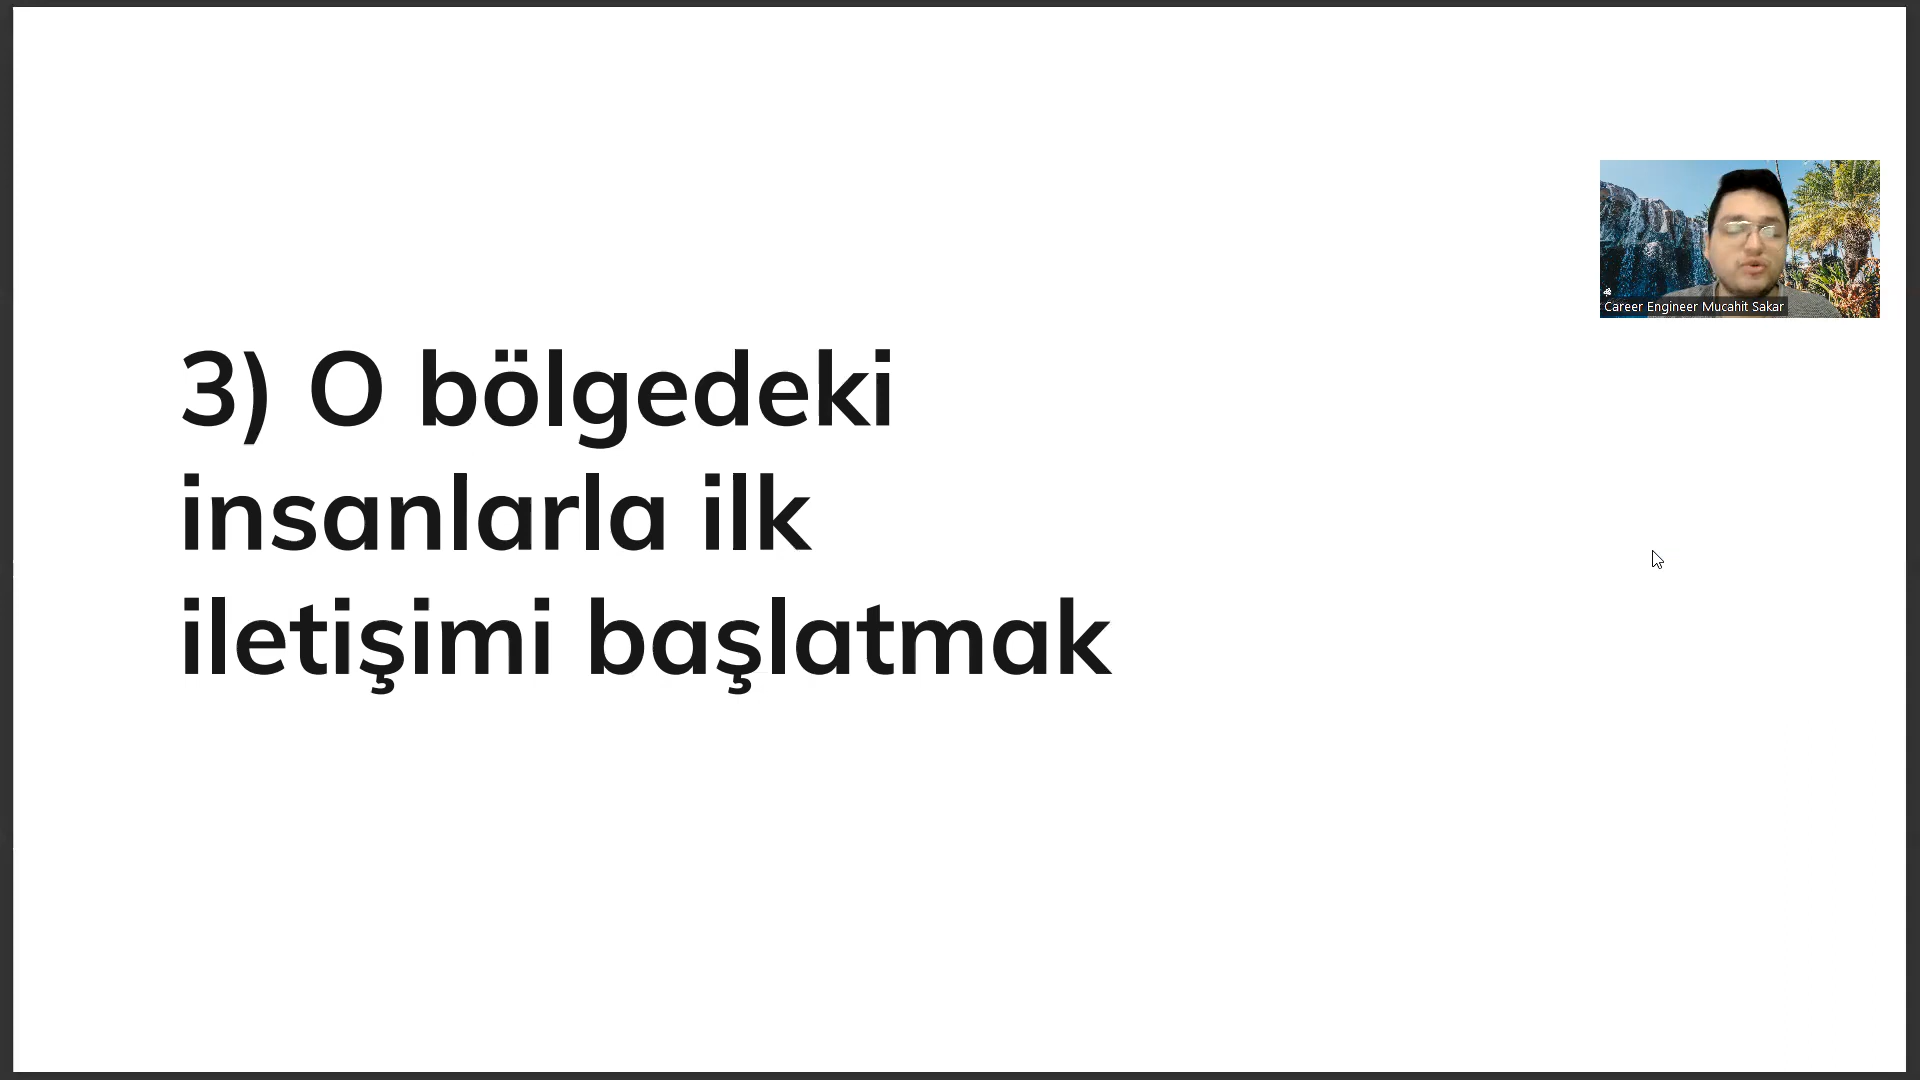 3) O bölgedeki
insanlarla ilk
iletişimi başlatmak
Career Engineer Mucahit Sakar